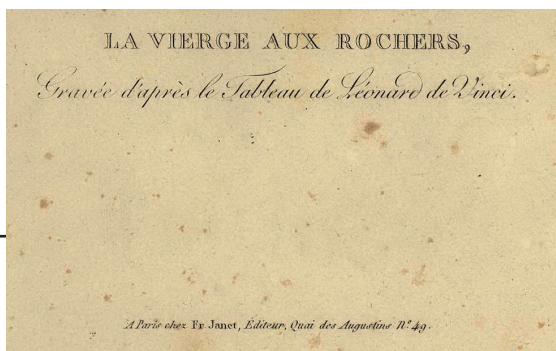 LA VIERGE AUX ROCHERS,
Gravée d'après le Tableau de Léonard de Vinci.
A Paris chez Fr. Janet, Éditeur, Quai des Augustins N.º 49.